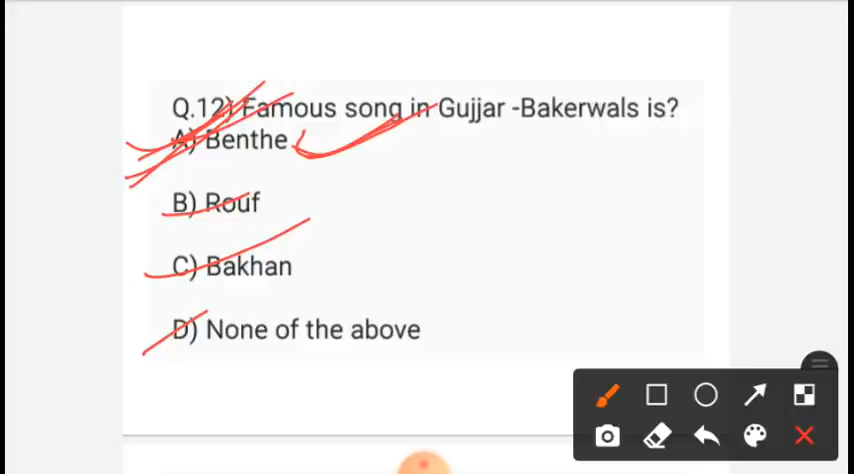 Q.12) Famous song in Gujjar -Bakerwals is?
A) Benthe
B) Rouf
C) Bakhan
D) None of the above